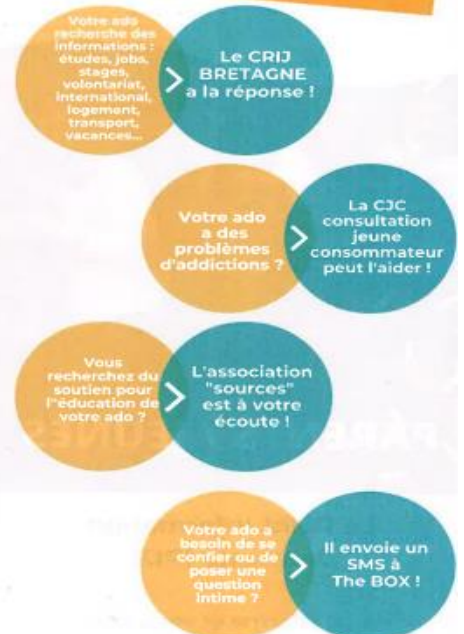 Votre ado
recherche des
informations :
études, jobs,
stages,
volontariat,
international,
logement,
transport,
vacances...
>
Le CRIJ
BRETAGNE
a la réponse !
Votre ado
a des
problèmes
d'addictions ?
>
La CJC
consultation
jeune
consommateur
peut l'aider !
Vous
recherchez du
soutien pour
l''éducation de
votre ado ?
>
L'association
"sources"
est à votre
écoute !
Votre ado a
besoin de se
confier ou de
poser une
question
intime ?
>
Il envoie un
SMS à
The BOX !